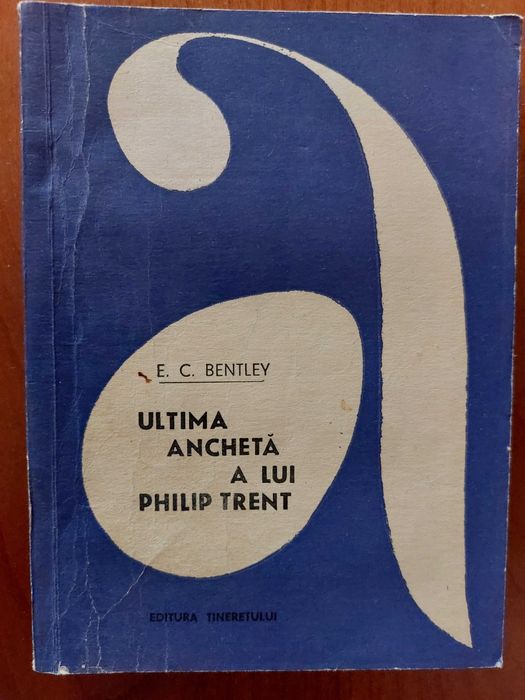 E. C. BENTLEY
ULTIMA
ANCHETĂ
A LUI
PHILIP TRENT
EDITURA TINERETULUI